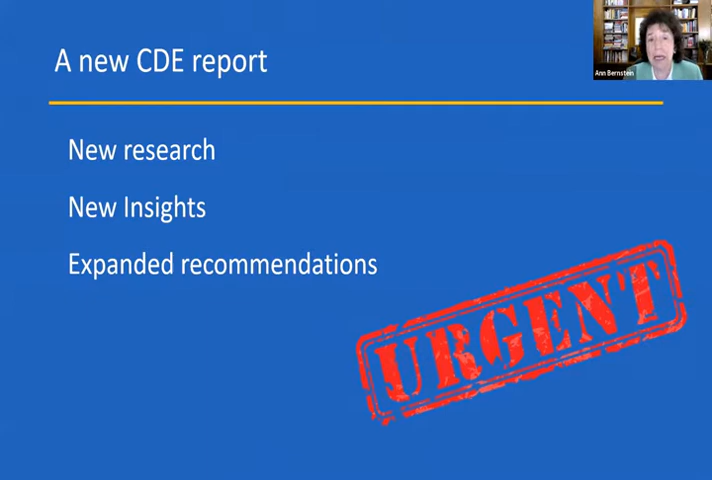 A new CDE report
Ann Bernstein
New research
New Insights
Expanded recommendations
URGENT